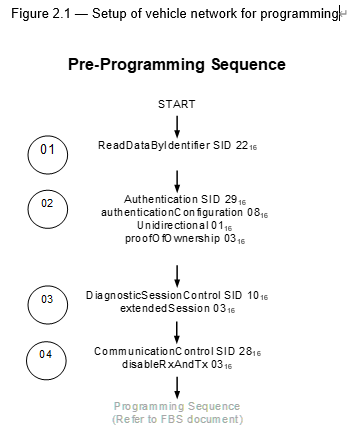 Figure 2.1 — Setup of vehicle network for programming
Pre-Programming Sequence
START
01
ReadDataByIdentifier SID 22₁₆
02
Authentication SID 29₁₆
authenticationConfiguration 08₁₆
Unidirectional 01₁₆
proofOfOwnership 03₁₆
03
DiagnosticSessionControl SID 10₁₆
extendedSession 03₁₆
04
CommunicationControl SID 28₁₆
disableRxAndTx 03₁₆
Programming Sequence
(Refer to FBS document)